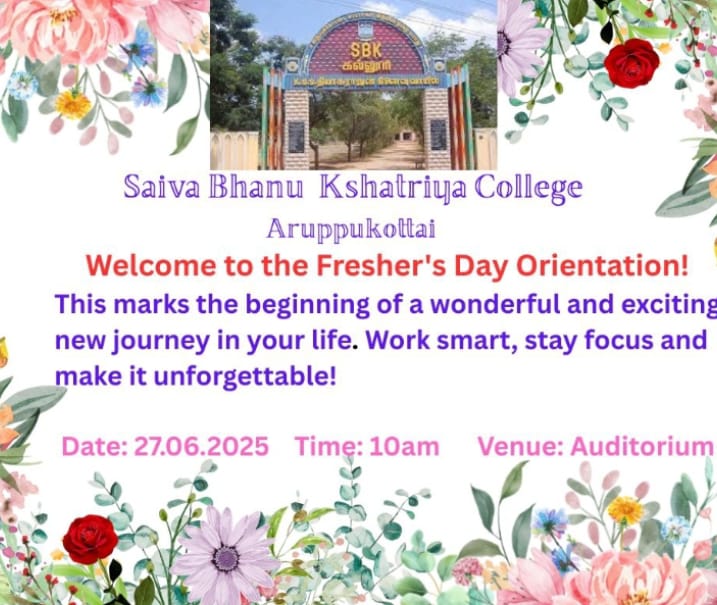 SBK
கல்லூரி
Saiva Bhanu Kshatriya College
Aruppukottai
Welcome to the Fresher's Day Orientation!
This marks the beginning of a wonderful and exciting
new journey in your life. Work smart, stay focus and
make it unforgettable!
Date: 27.06.2025 Time: 10am Venue: Auditorium